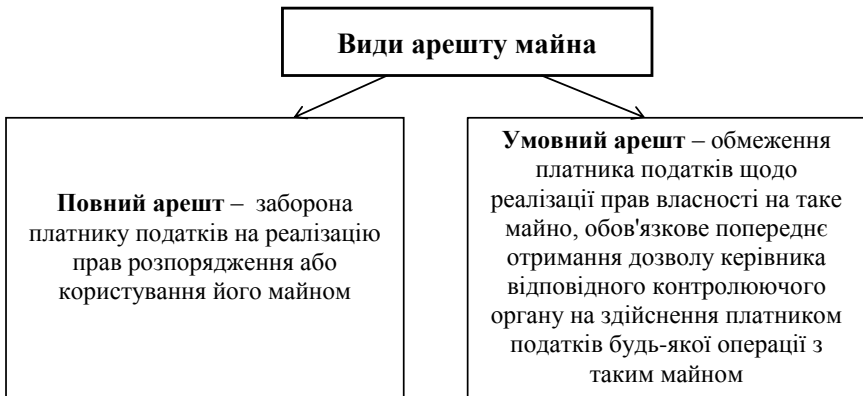 Види арешту майна
Повний арешт – заборона
платнику податків на реалізацію
прав розпорядження або
користування його майном
Умовний арешт – обмеження
платника податків щодо
реалізації прав власності на таке
майно, обов'язкове попереднє
отримання дозволу керівника
відповідного контролюючого
органу на здійснення платником
податків будь-якої операції з
таким майном